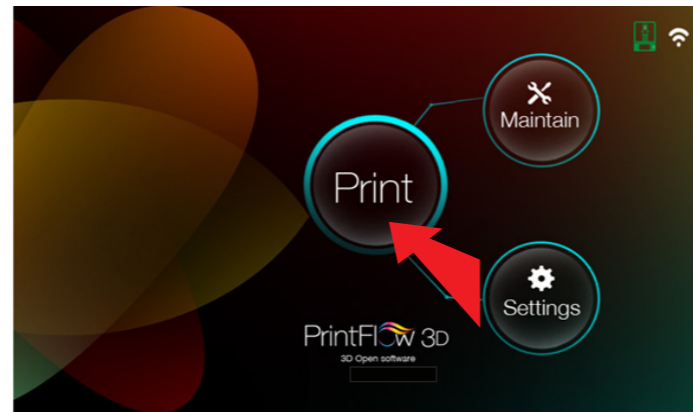 Maintain
Print
Settings
PrintFlow 3D
3D Open software